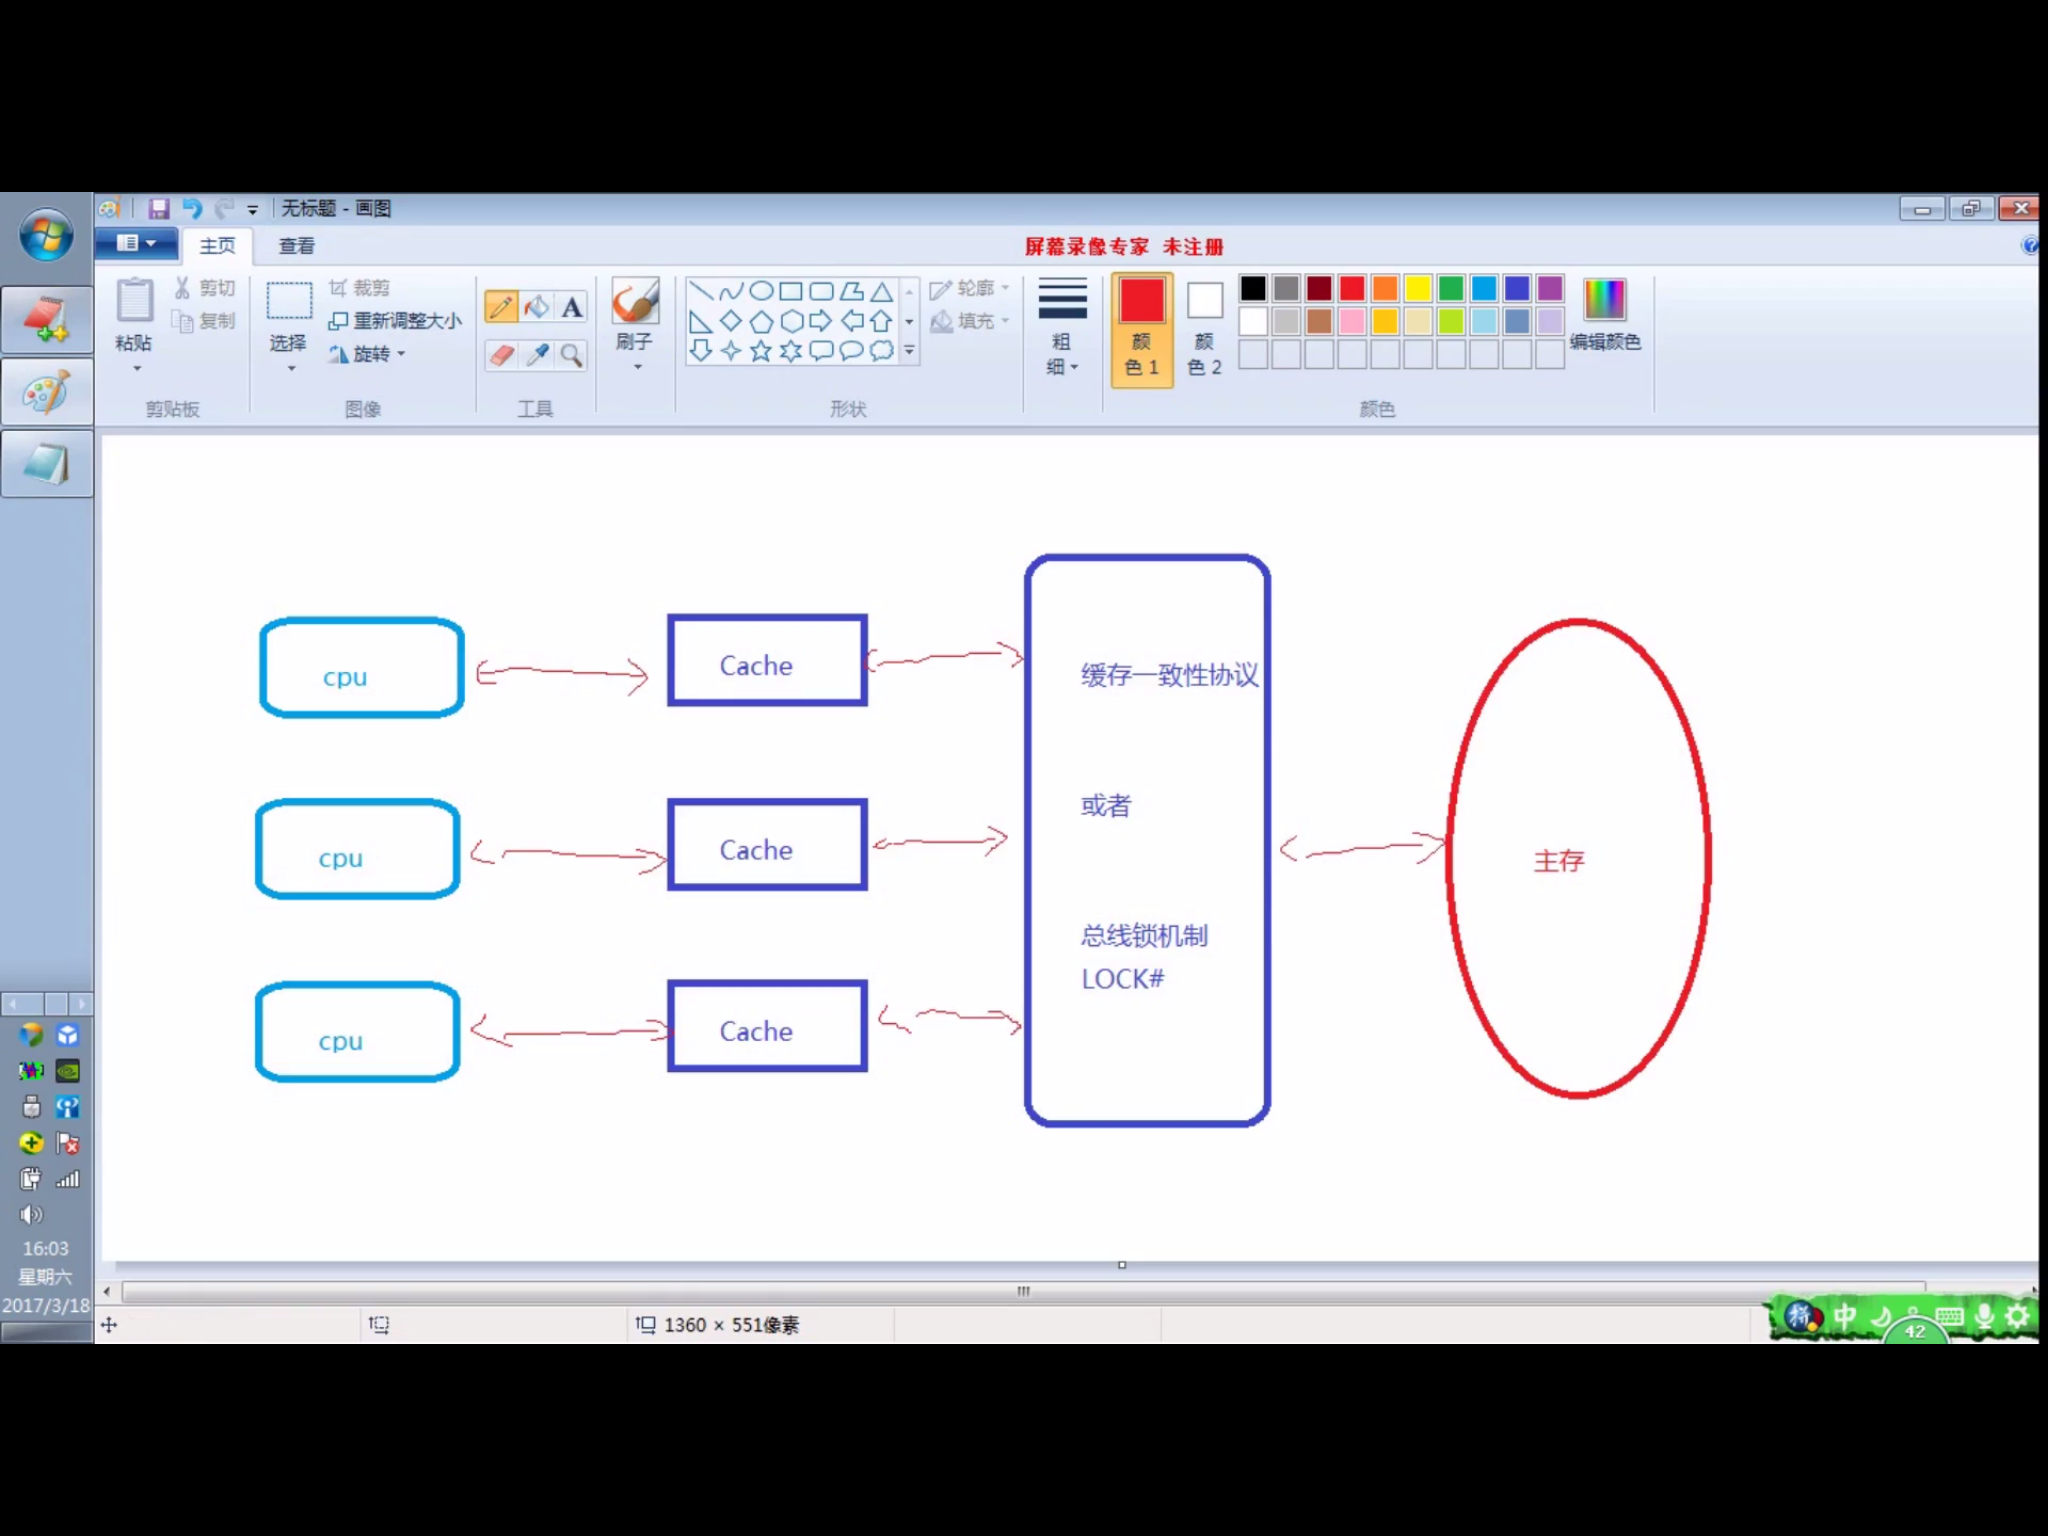 无标题 - 画图
主页 查看
屏幕录像专家 未注册
粘贴
剪切
复制
剪贴板
选择
裁剪
重新调整大小
旋转
图像
A
工具
刷子
轮廓
填充
形状
粗
细
颜
色 1
颜
色 2
编辑颜色
颜色
cpu
Cache
cpu
Cache
cpu
Cache
缓存一致性协议
或者
总线锁机制
LOCK#
主存
16:03
星期六
2017/3/18
1360 × 551像素
拼 中
42